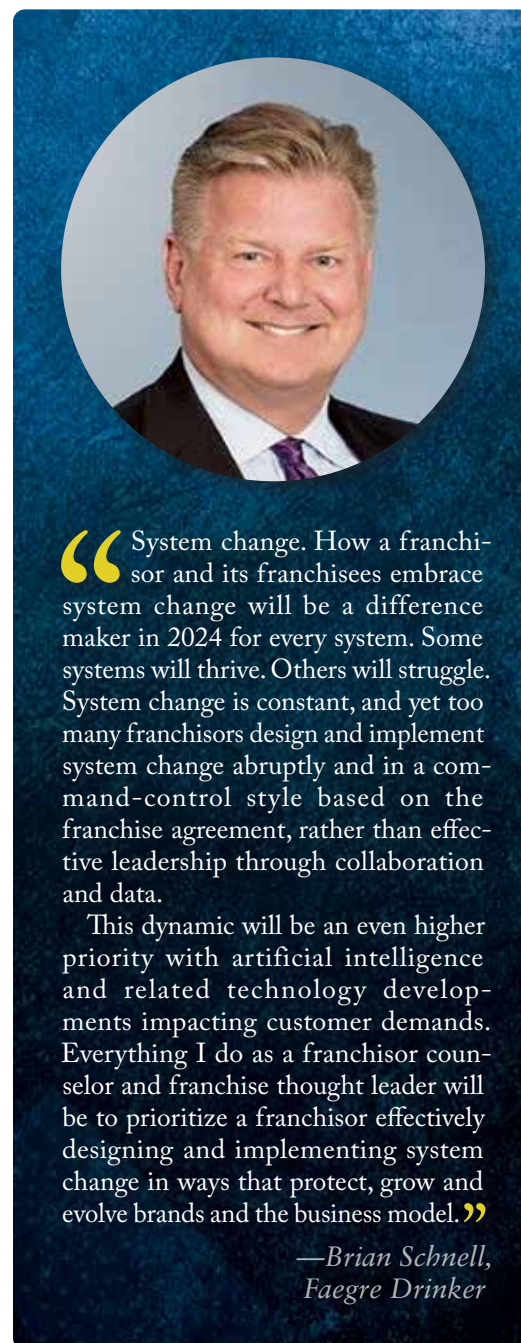 “ System change. How a franchi-
sor and its franchisees embrace
system change will be a difference
maker in 2024 for every system. Some
systems will thrive. Others will struggle.
System change is constant, and yet too
many franchisors design and implement
system change abruptly and in a com-
mand-control style based on the
franchise agreement, rather than effec-
tive leadership through collaboration
and data.
This dynamic will be an even higher
priority with artificial intelligence
and related technology develop-
ments impacting customer demands.
Everything I do as a franchisor coun-
selor and franchise thought leader will
be to prioritize a franchisor effectively
designing and implementing system
change in ways that protect, grow and
evolve brands and the business model.”
—Brian Schnell,
Faegre Drinker